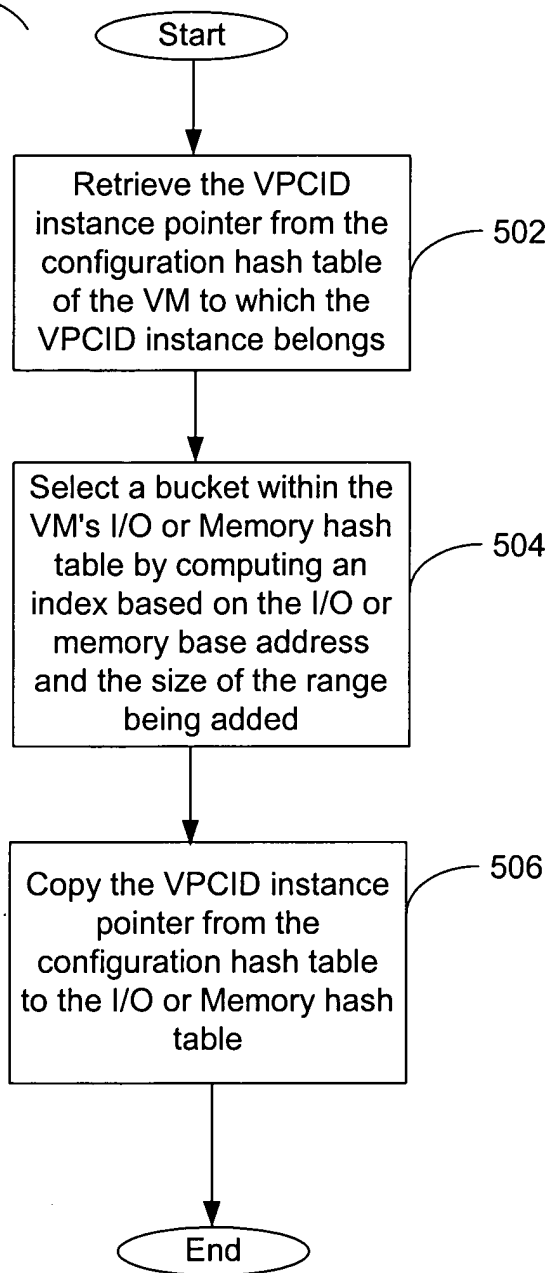 Start
Retrieve the VPCID
instance pointer from the
configuration hash table
of the VM to which the
VPCID instance belongs
502
Select a bucket within the
VM's I/O or Memory hash
table by computing an
index based on the I/O or
memory base address
and the size of the range
being added
504
Copy the VPCID instance
pointer from the
configuration hash table
to the I/O or Memory hash
table
506
End